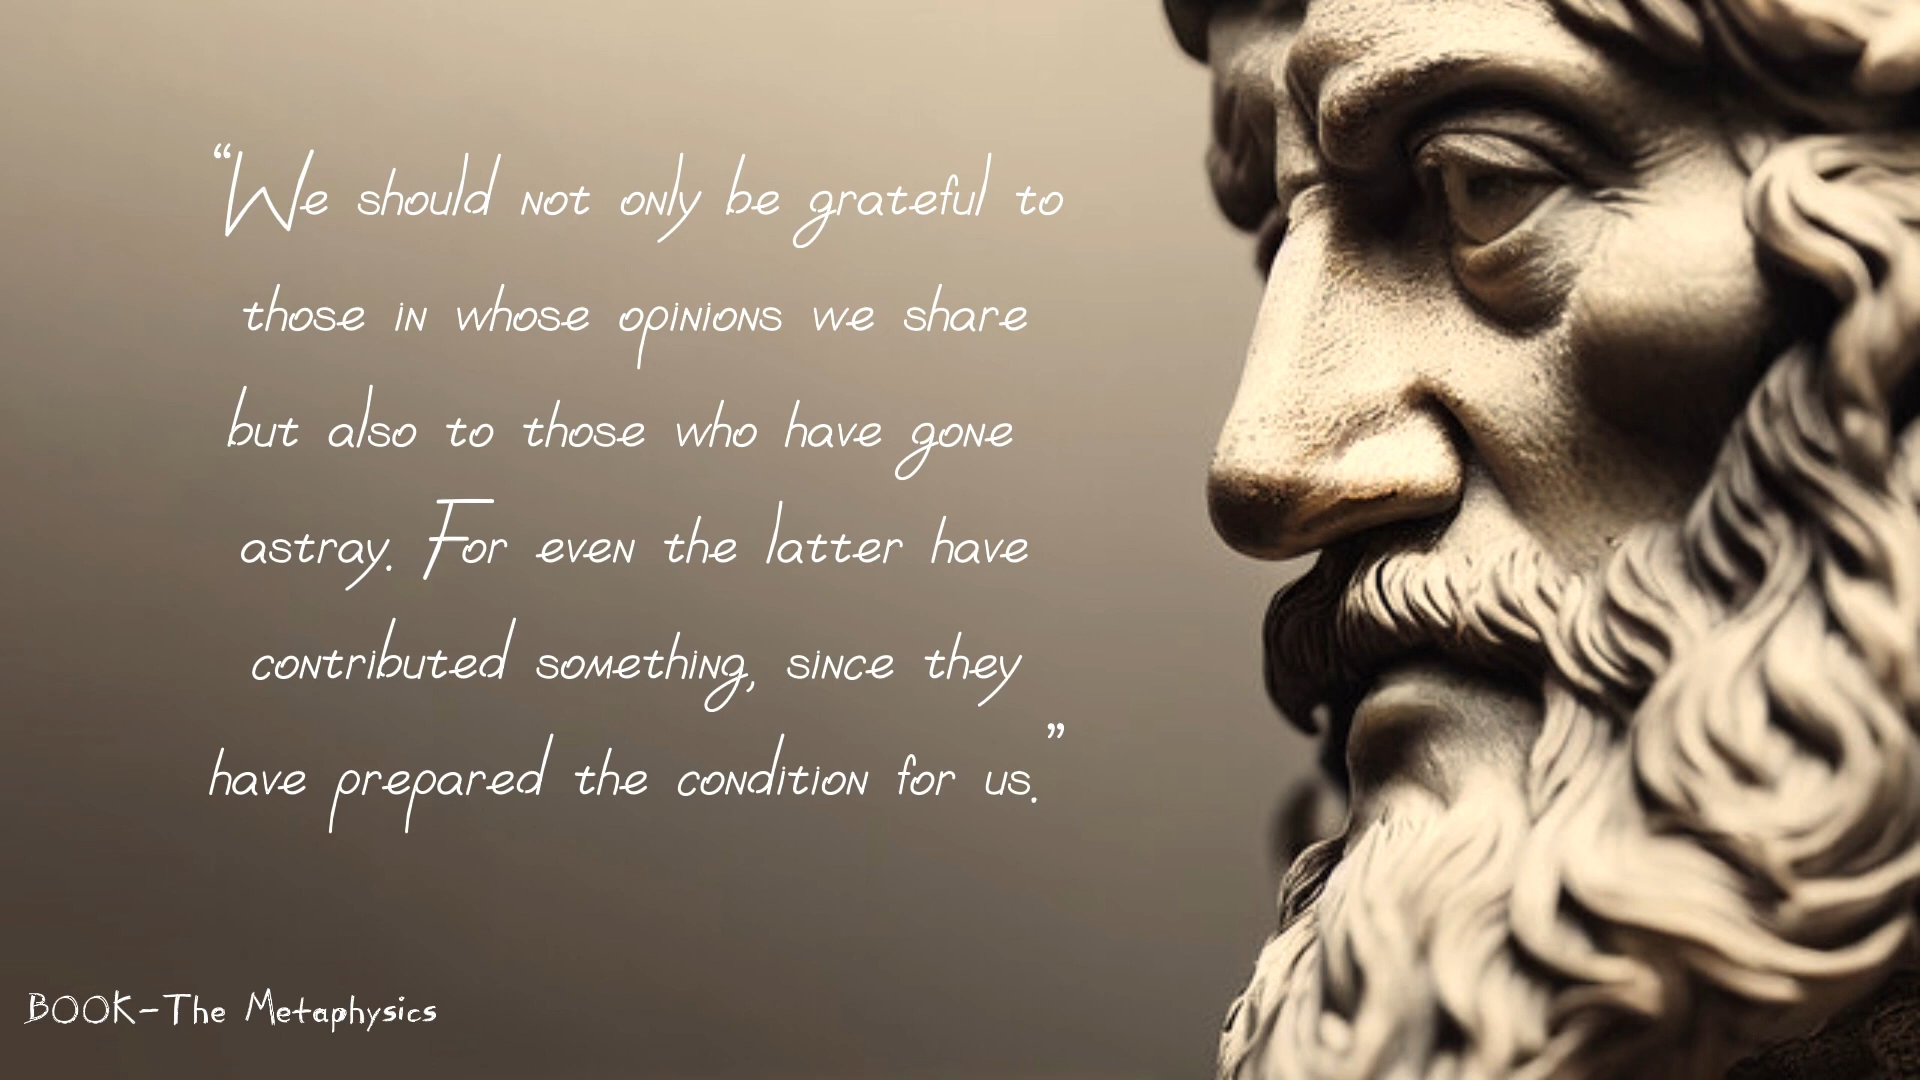 “We should not only be grateful to
those in whose opinions we share
but also to those who have gone
astray. For even the latter have
contributed something, since they
have prepared the condition for us.”
BOOK-The Metaphysics